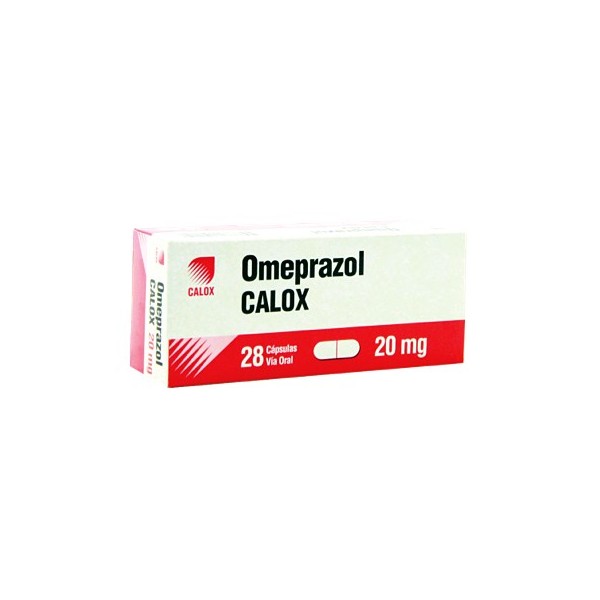 CALOX
Omeprazol
CALOX
28 Cápsulas
Vía Oral
20 mg
Omeprazol
CALOX 20 mg